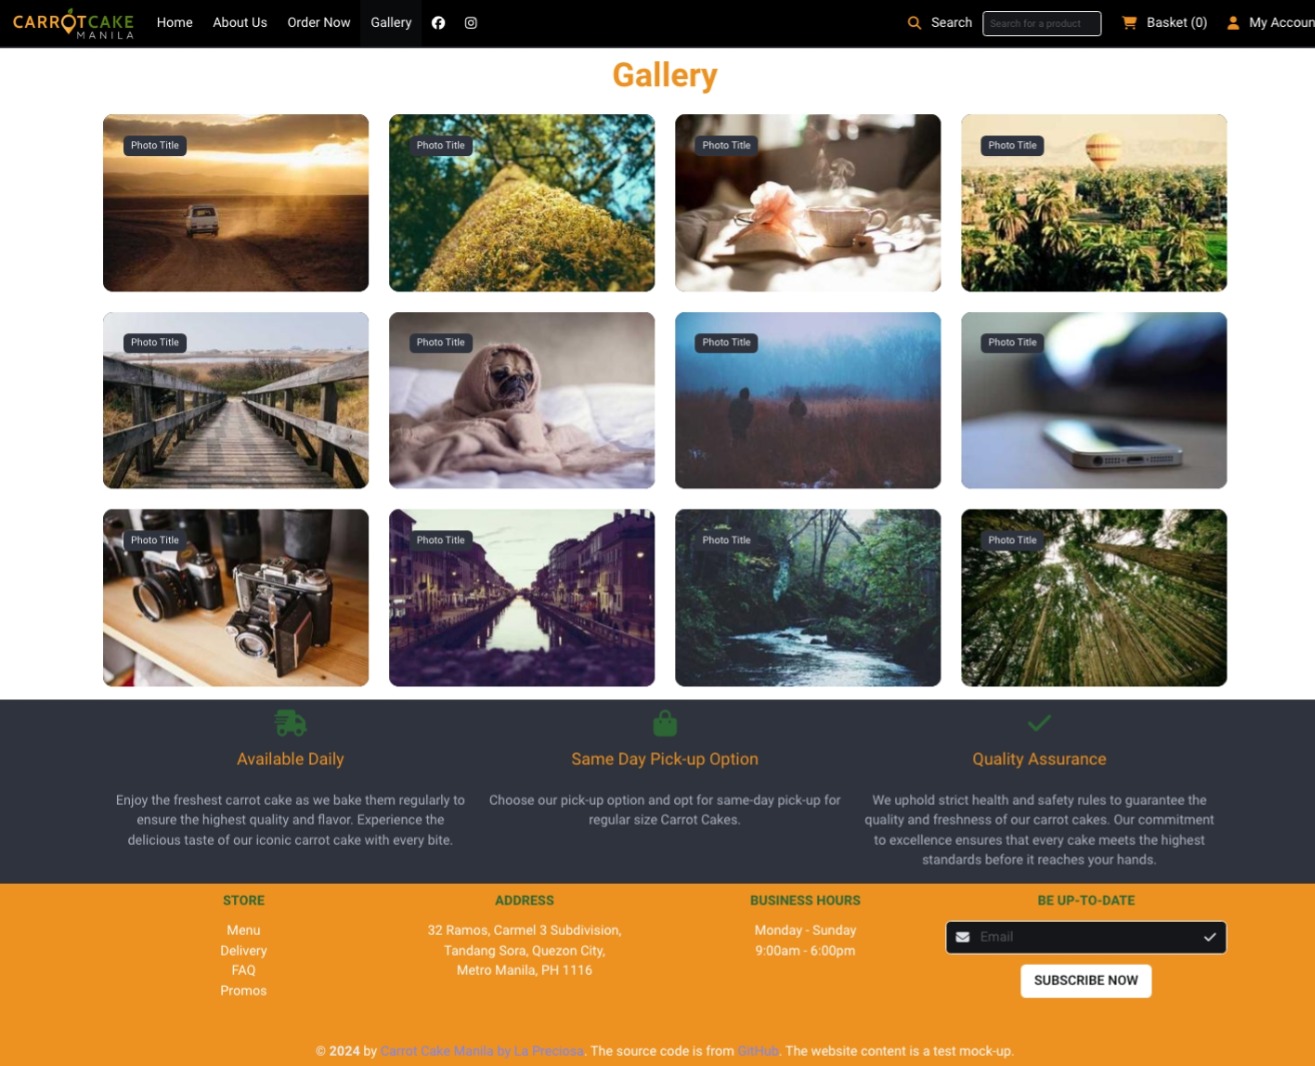 CARROTCAKE
MANILA
Home About Us Order Now Gallery Search Search for a product Basket (0) My Accoun
Gallery
Photo Title Photo Title Photo Title Photo Title
Photo Title Photo Title Photo Title Photo Title
Photo Title Photo Title Photo Title Photo Title
Available Daily
Enjoy the freshest carrot cake as we bake them regularly to
ensure the highest quality and flavor. Experience the
delicious taste of our iconic carrot cake with every bite.
Same Day Pick-up Option
Choose our pick-up option and opt for same-day pick-up for
regular size Carrot Cakes.
Quality Assurance
We uphold strict health and safety rules to guarantee the
quality and freshness of our carrot cakes. Our commitment
to excellence ensures that every cake meets the highest
standards before it reaches your hands.
STORE
Menu
Delivery
FAQ
Promos
ADDRESS
32 Ramos, Carmel 3 Subdivision,
Tandang Sora, Quezon City,
Metro Manila, PH 1116
BUSINESS HOURS
Monday - Sunday
9:00am - 6:00pm
BE UP-TO-DATE
Email
SUBSCRIBE NOW
© 2024 by Carrot Cake Manila by La Preciosa. The source code is from GitHub. The website content is a test mock-up.